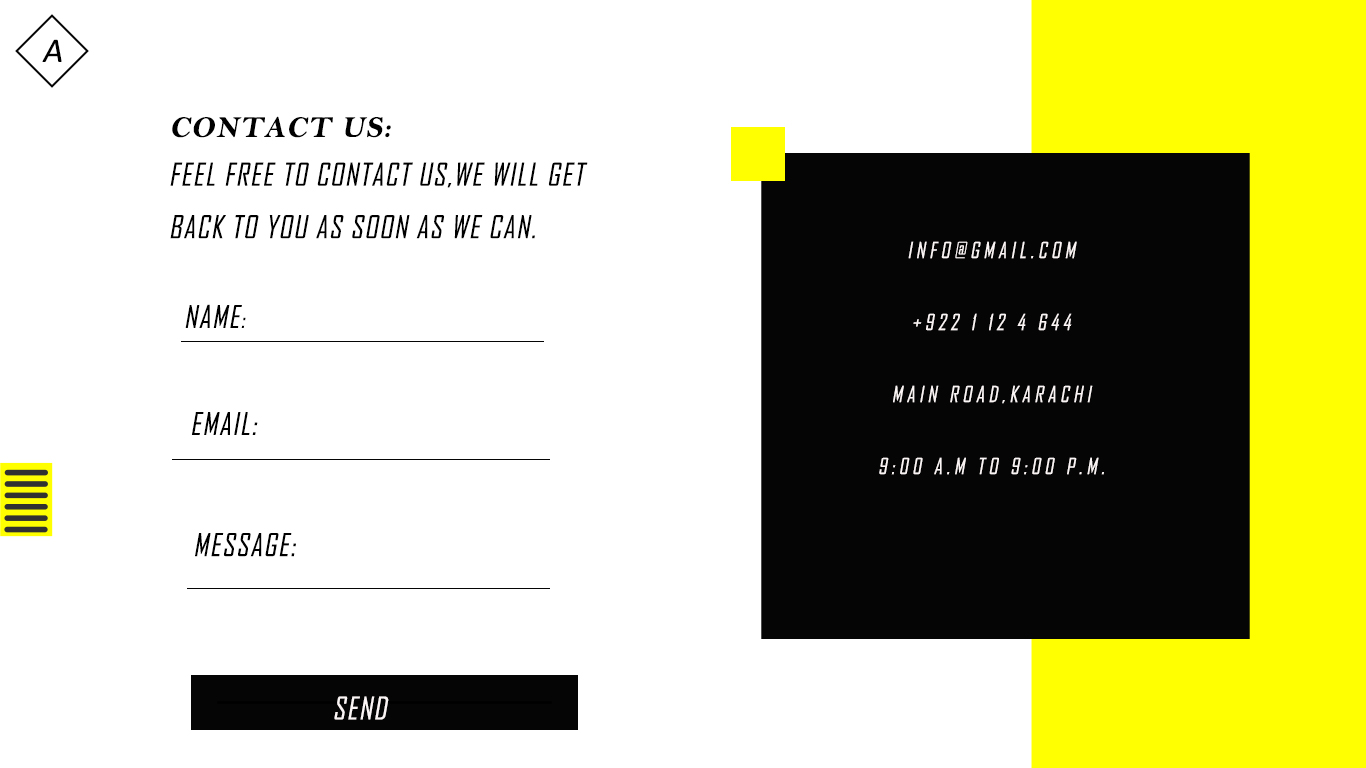 A
CONTACT US:
FEEL FREE TO CONTACT US,WE WILL GET
BACK TO YOU AS SOON AS WE CAN.
NAME:
EMAIL:
MESSAGE:
SEND
INFO@GMAIL.COM
+922 1 12 4 644
MAIN ROAD,KARACHI
9:00 A.M TO 9:00 P.M.